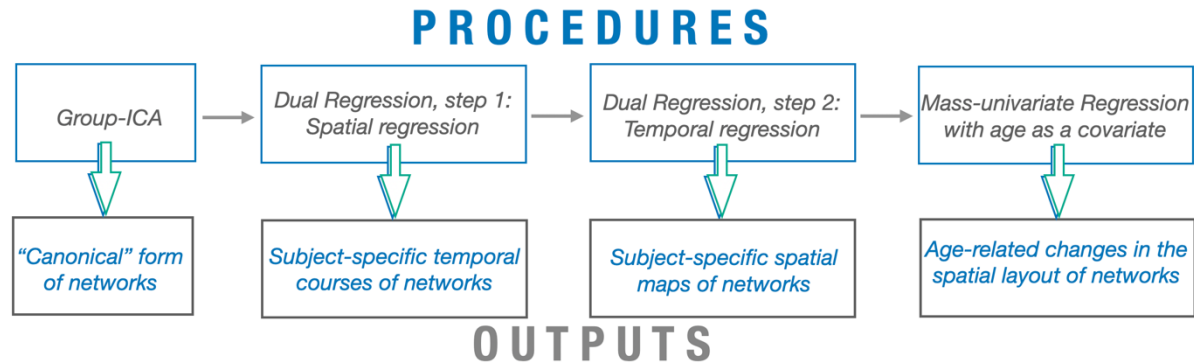 PROCEDURES
Group-ICA
Dual Regression, step 1:
Spatial regression
Dual Regression, step 2:
Temporal regression
Mass-univariate Regression
with age as a covariate
“Canonical” form
of networks
Subject-specific temporal
courses of networks
Subject-specific spatial
maps of networks
Age-related changes in the
spatial layout of networks
OUTPUTS